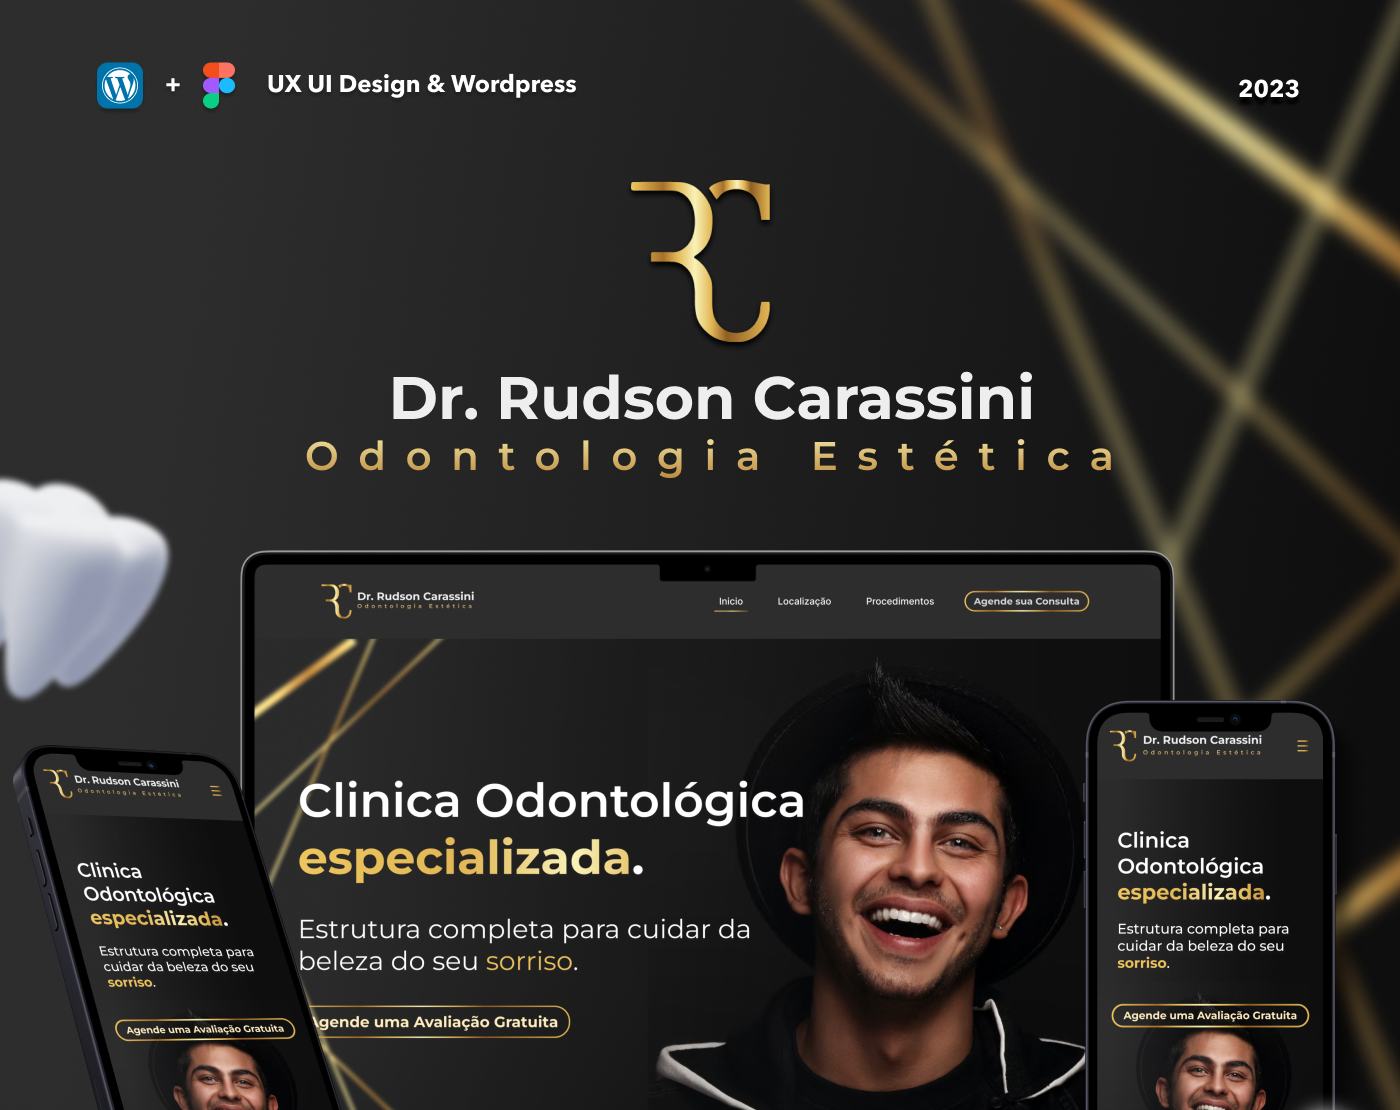 + UX UI Design & Wordpress
2023
RC
Dr. Rudson Carassini
Odontologia Estética
Dr. Rudson Carassini
Odontologia Estética
Inicio
Localização
Procedimentos
Agende sua Consulta
Clinica Odontológica
especializada.
Estrutura completa para cuidar da
beleza do seu sorriso.
Agende uma Avaliação Gratuita
Dr. Rudson Carassini
Odontologia Estética
Clinica
Odontológica
especializada.
Estrutura completa para
cuidar da beleza do seu
sorriso.
Agende uma Avaliação Gratuita
Dr. Rudson Carassini
Odontologia Estética
Clinica
Odontológica
especializada.
Estrutura completa para
cuidar da beleza do seu
sorriso.
Agende uma Avaliação Gratuita